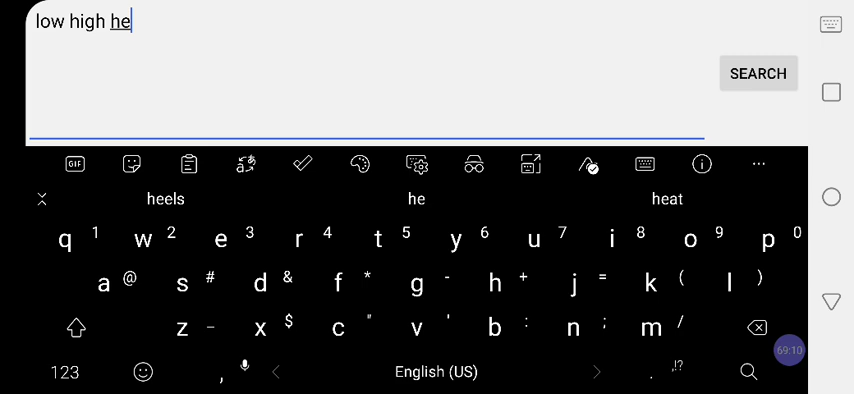 low high he
SEARCH
GIF
heels he heat
q 1 w 2 e 3 r 4 t 5 y 6 u 7 i 8 o 9 p 0
a @ s # d & f * g - h + j = k ( l )
z _ x $ c " v ' b : n ; m /
69:10
123 , English (US) . ,!?